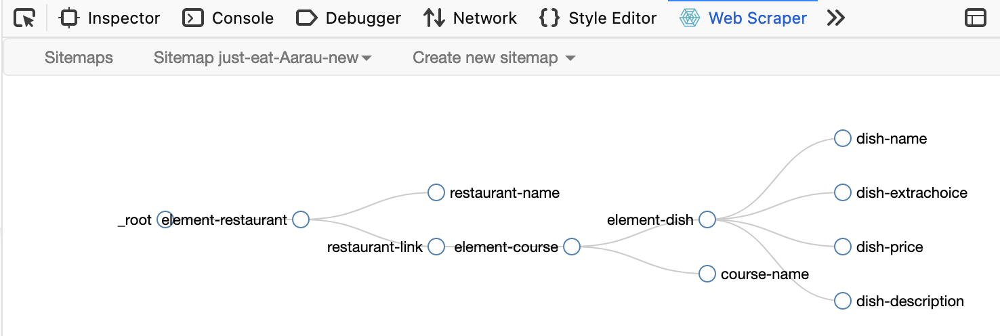 Inspector Console Debugger Network Style Editor Web Scraper
Sitemaps Sitemap just-eat-Aarau-new Create new sitemap
dish-name
restaurant-name dish-extrachoice
_root element-restaurant element-dish
restaurant-link element-course dish-price
course-name
dish-description